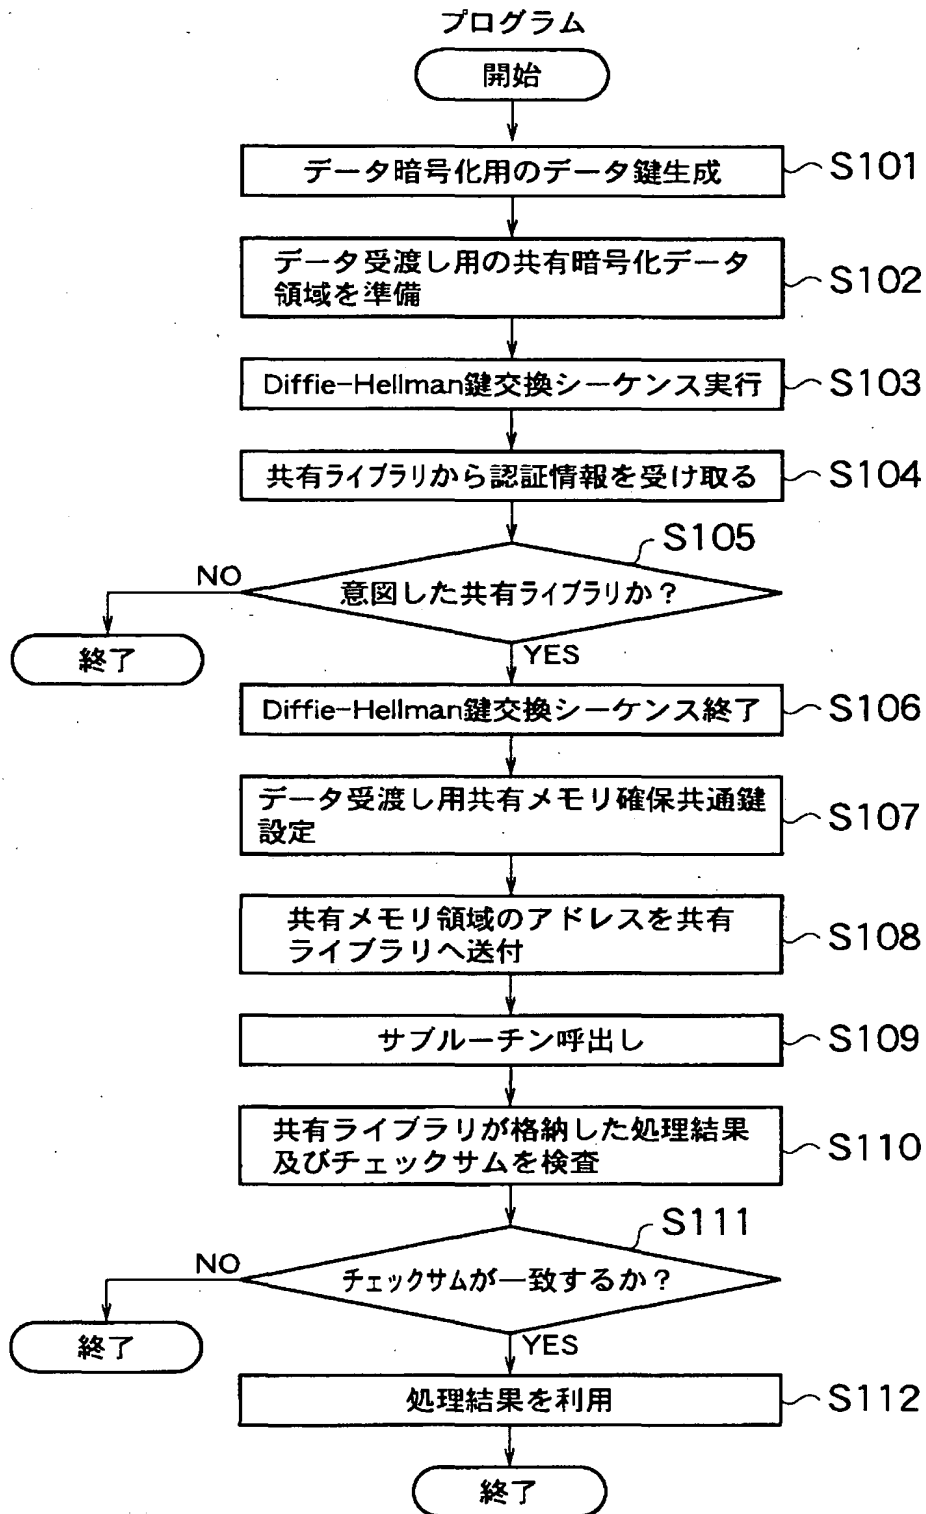 プログラム
開始
データ暗号化用のデータ鍵生成
S101
データ受渡し用の共有暗号化データ
領域を準備
S102
Diffie-Hellman鍵交換シーケンス実行
S103
共有ライブラリから認証情報を受け取る
S104
S105
意図した共有ライブラリか?
NO
終了
YES
Diffie-Hellman鍵交換シーケンス終了
S106
データ受渡し用共有メモリ確保共通鍵
設定
S107
共有メモリ領域のアドレスを共有
ライブラリへ送付
S108
サブルーチン呼出し
S109
共有ライブラリが格納した処理結果
及びチェックサムを検査
S110
S111
チェックサムが一致するか?
NO
終了
YES
処理結果を利用
S112
終了